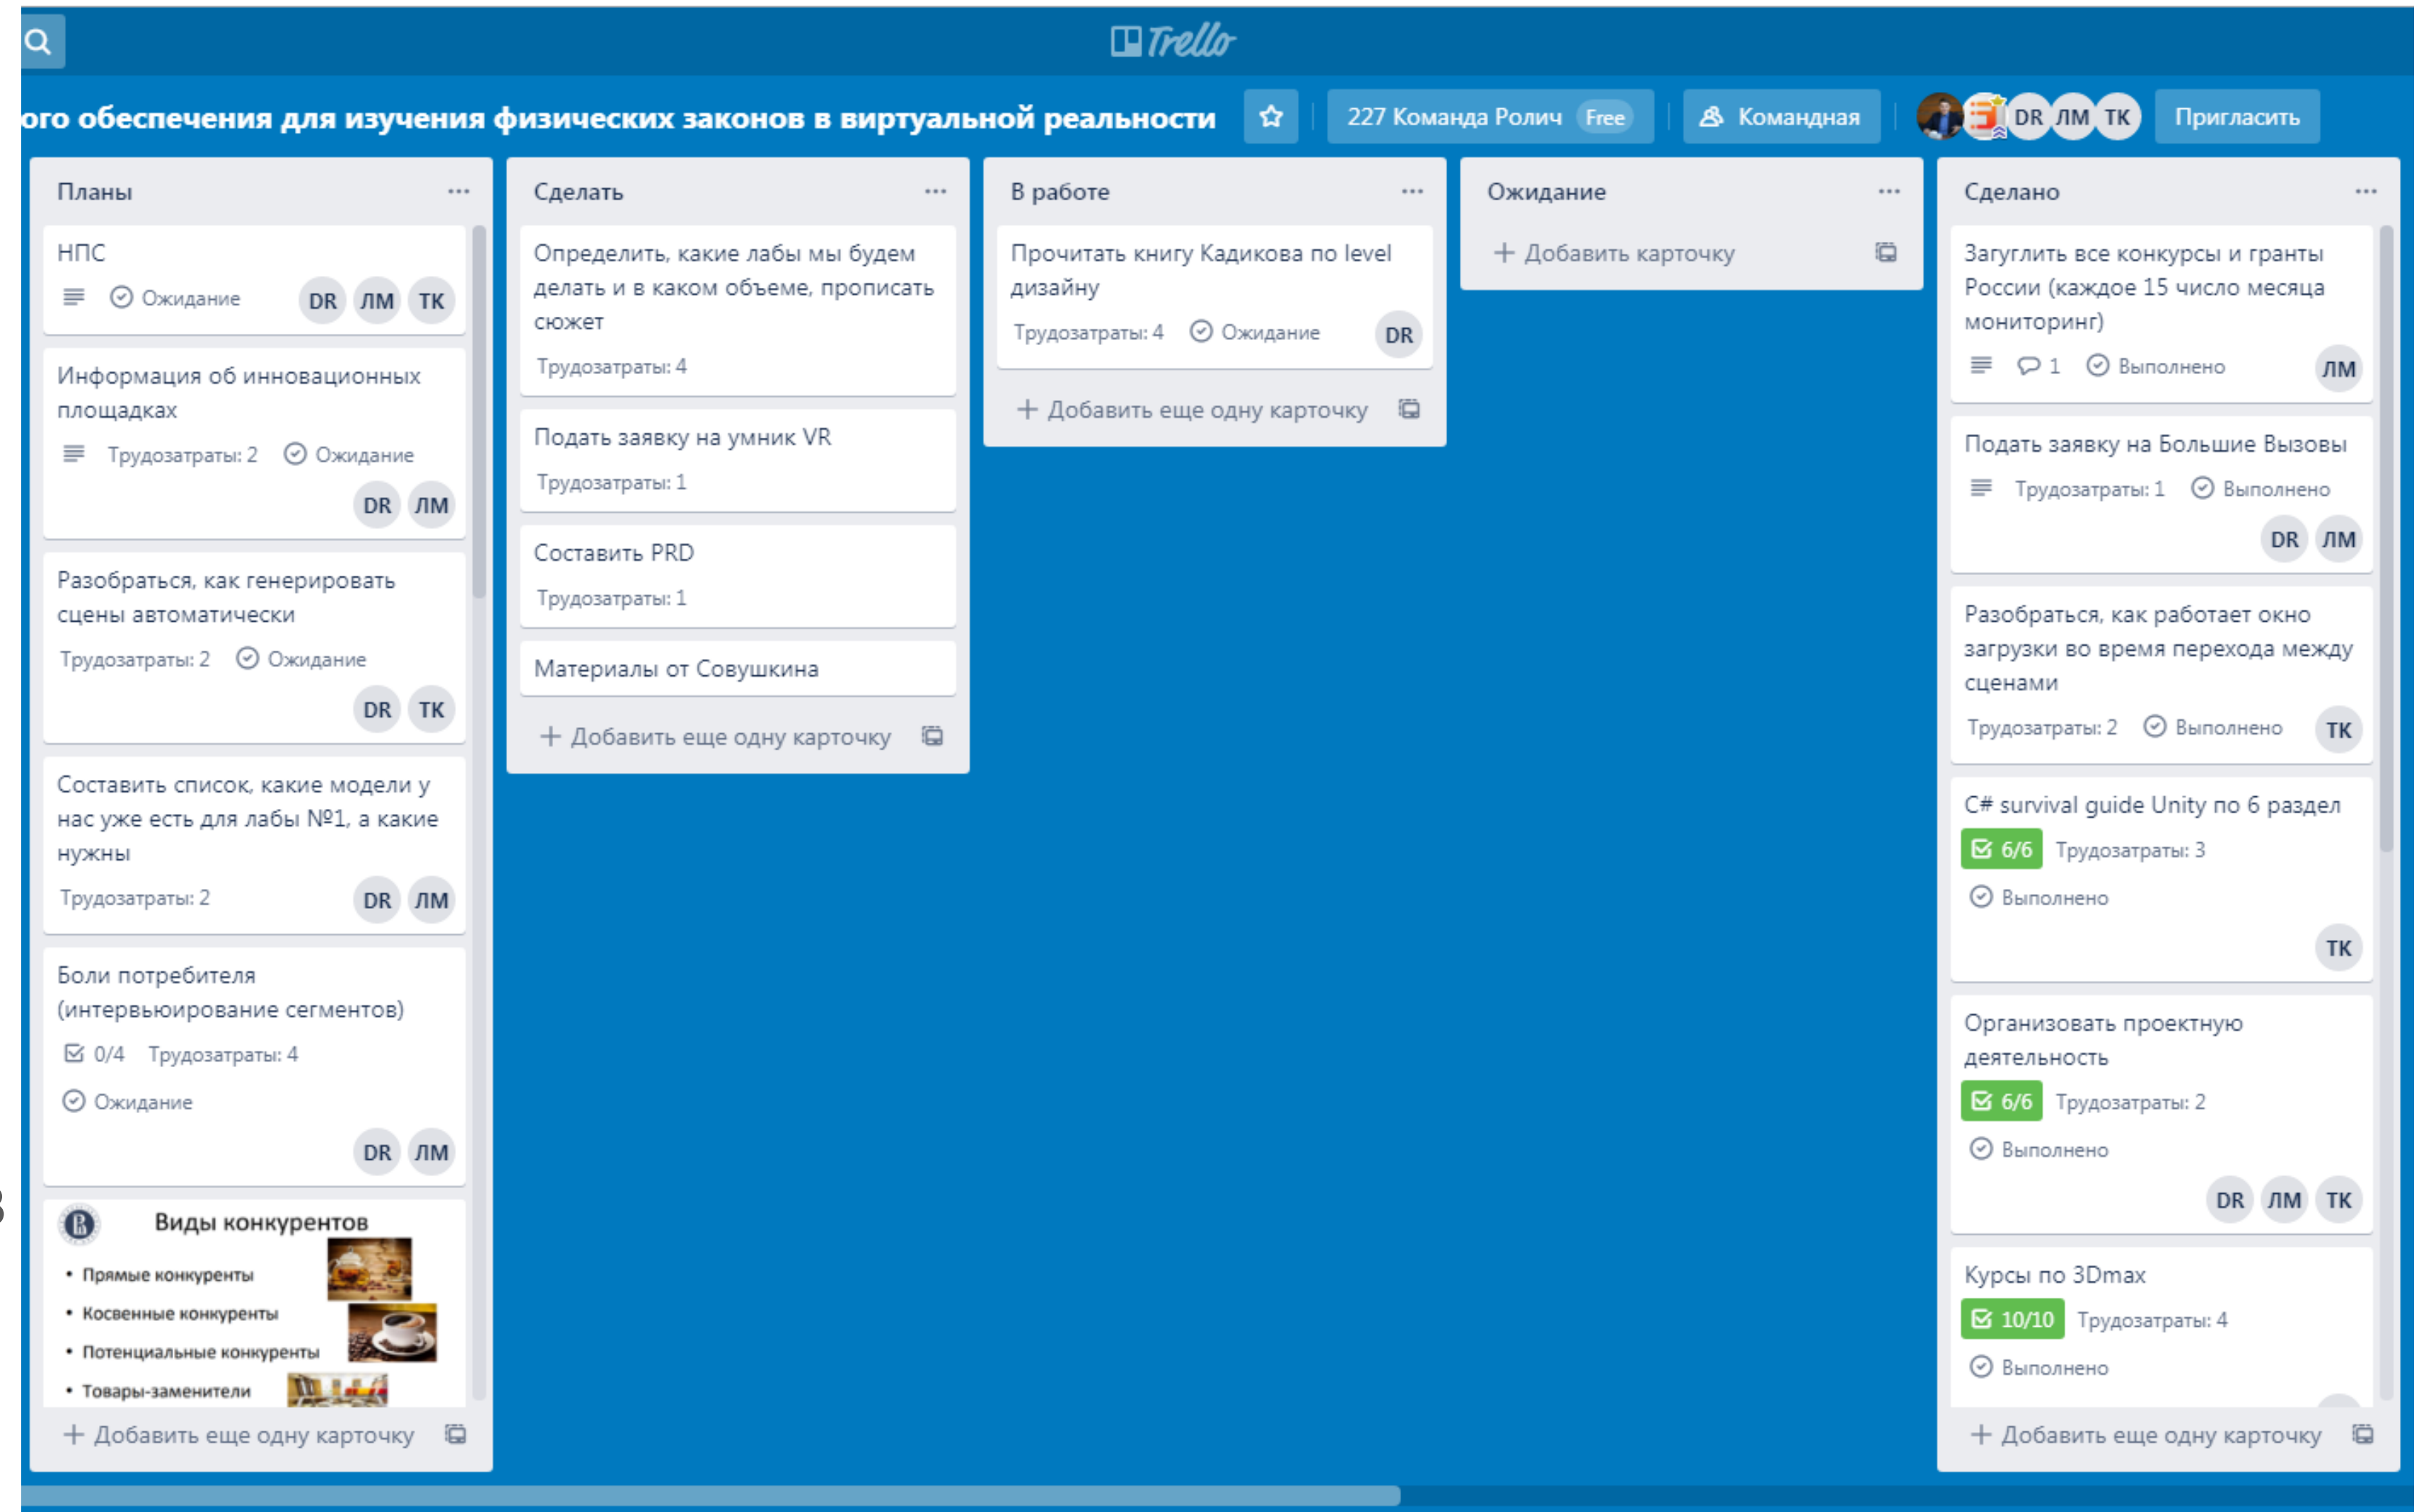 Trello
ого обеспечения для изучения физических законов в виртуальной реальности
227 Команда Ролич Free
Командная
DR ЛМ ТК
Пригласить
Планы
НПС
Ожидание
DR ЛМ ТК
Информация об инновационных
площадках
Трудозатраты: 2 Ожидание
DR ЛМ
Разобраться, как генерировать
сцены автоматически
Трудозатраты: 2 Ожидание
DR ТК
Составить список, какие модели у
нас уже есть для лабы №1, а какие
нужны
Трудозатраты: 2
DR ЛМ
Боли потребителя
(интервьюирование сегментов)
0/4 Трудозатраты: 4
Ожидание
DR ЛМ
Виды конкурентов
• Прямые конкуренты
• Косвенные конкуренты
• Потенциальные конкуренты
• Товары-заменители
+ Добавить еще одну карточку
Сделать
Определить, какие лабы мы будем
делать и в каком объеме, прописать
сюжет
Трудозатраты: 4
Подать заявку на умник VR
Трудозатраты: 1
Составить PRD
Трудозатраты: 1
Материалы от Совушкина
+ Добавить еще одну карточку
В работе
Прочитать книгу Кадикова по level
дизайну
Трудозатраты: 4 Ожидание
DR
+ Добавить еще одну карточку
Ожидание
+ Добавить карточку
Сделано
Загуглить все конкурсы и гранты
России (каждое 15 число месяца
мониторинг)
1 Выполнено
ЛМ
Подать заявку на Большие Вызовы
Трудозатраты: 1 Выполнено
DR ЛМ
Разобраться, как работает окно
загрузки во время перехода между
сценами
Трудозатраты: 2 Выполнено
ТК
C# survival guide Unity по 6 раздел
6/6 Трудозатраты: 3
Выполнено
ТК
Организовать проектную
деятельность
6/6 Трудозатраты: 2
Выполнено
DR ЛМ ТК
Курсы по 3Dmax
10/10 Трудозатраты: 4
Выполнено
+ Добавить еще одну карточку